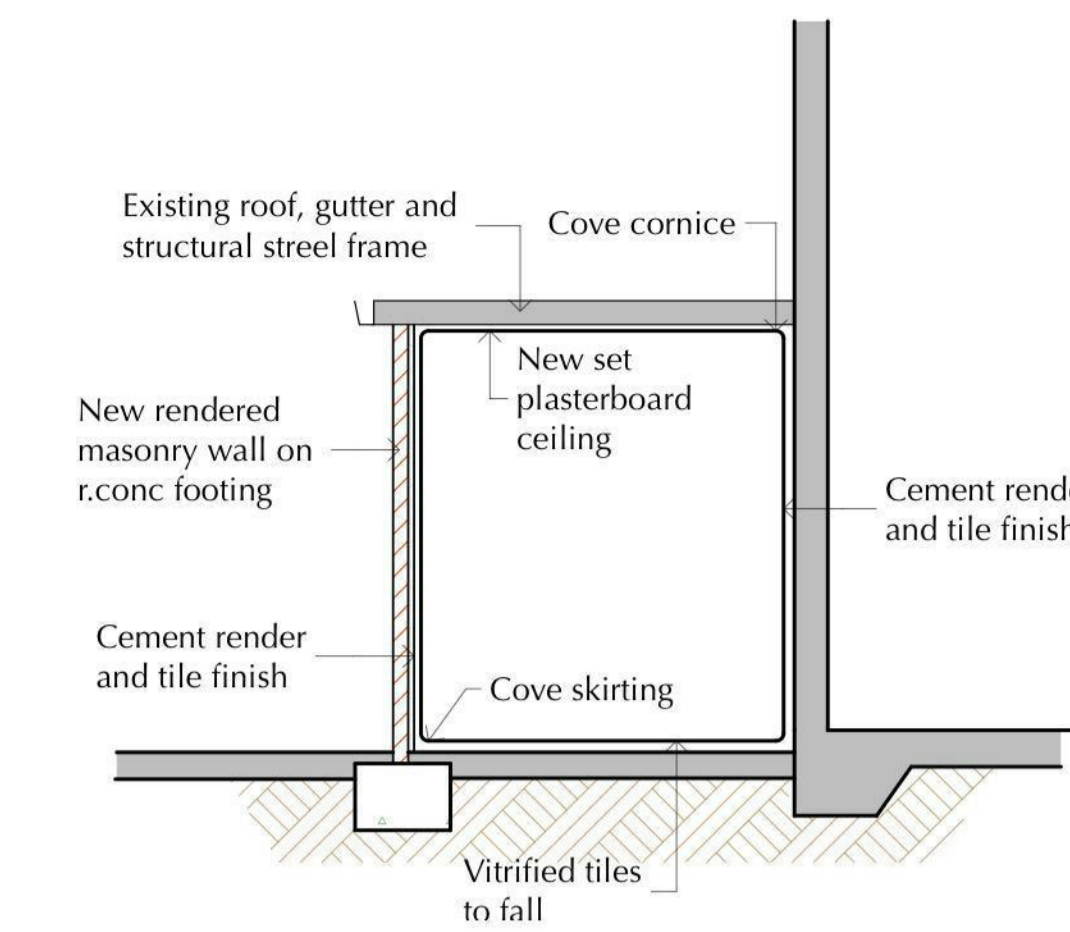 Existing roof, gutter and
structural streel frame
Cove cornice
New set
plasterboard
ceiling
New rendered
masonry wall on
r.conc footing
Cement rend
and tile finish
Cement render
and tile finish
Cove skirting
Vitrified tiles
to fall